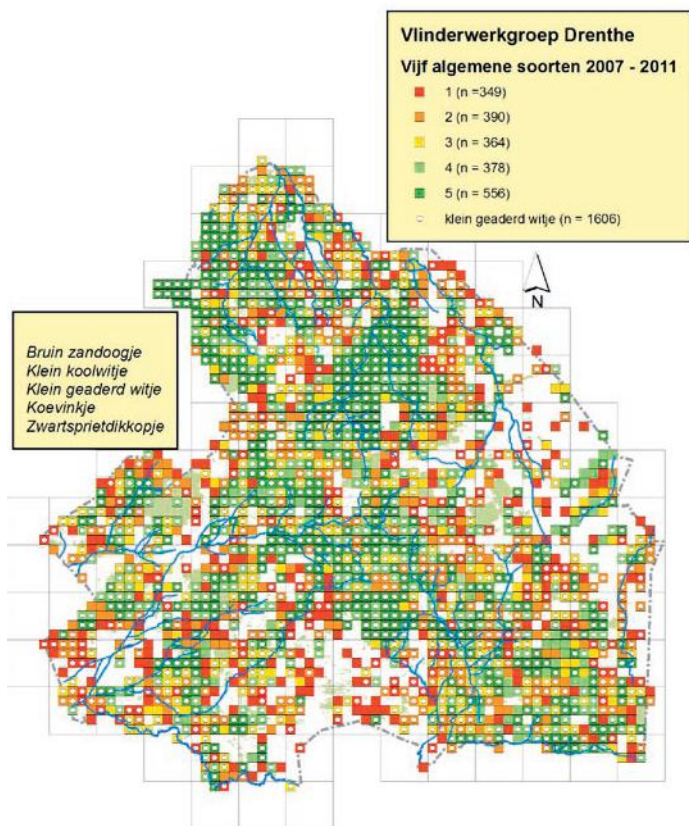 Vlinderwerkgroep Drenthe
Vijf algemene soorten 2007 - 2011
1 (n =349)
2 (n = 390)
3 (n = 364)
4 (n = 378)
5 (n = 556)
klein geaderd witje (n = 1606)
N
Bruin zandoogje
Klein koolwitje
Klein geaderd witje
Koevinkje
Zwartsprietdikkopje